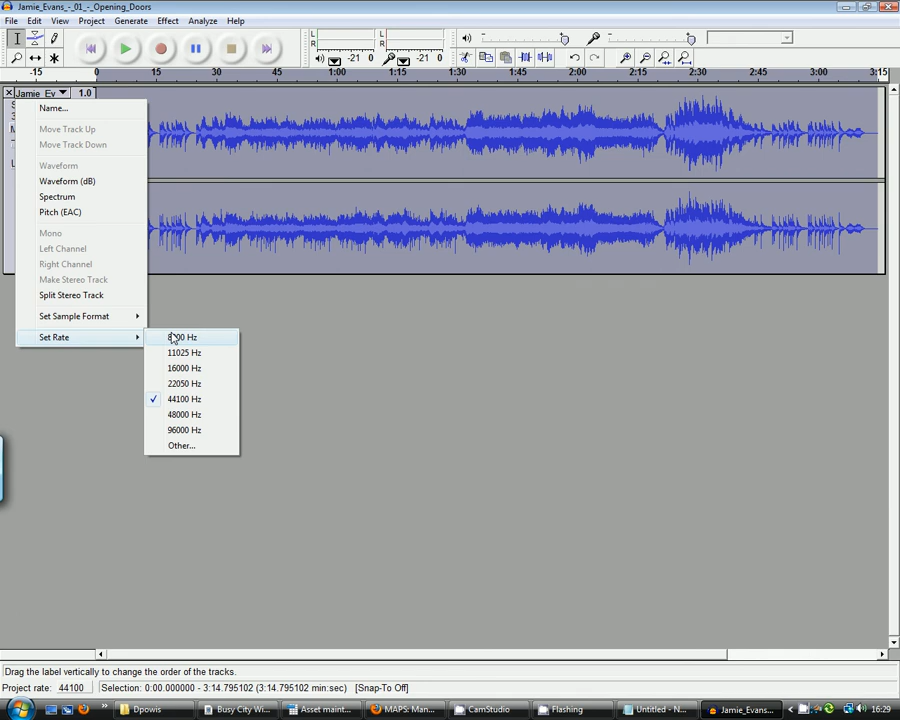 Jamie_Evans_-_01_-_Opening_Doors
File Edit View Project Generate Effect Analyze Help
L
R
-21 0
L
R
-21 0
-15 0 15 30 45 1:00 1:15 1:30 1:45 2:00 2:15 2:30 2:45 3:00 3:15
Jamie_Ev 1.0
Name...
Move Track Up
Move Track Down
Waveform
Waveform (dB)
Spectrum
Pitch (EAC)
Mono
Left Channel
Right Channel
Make Stereo Track
Split Stereo Track
Set Sample Format
Set Rate
Hz
11025 Hz
16000 Hz
22050 Hz
44100 Hz
48000 Hz
96000 Hz
Other...
Drag the label vertically to change the order of the tracks.
Project rate: 44100 Selection: 0:00.000000 - 3:14.795102 (3:14.795102 min:sec) [Snap-To Off]
Dpowis Busy City Wi... Asset maint... MAPS: Man... CamStudio Flashing Untitled - N... Jamie_Evans... 16:29